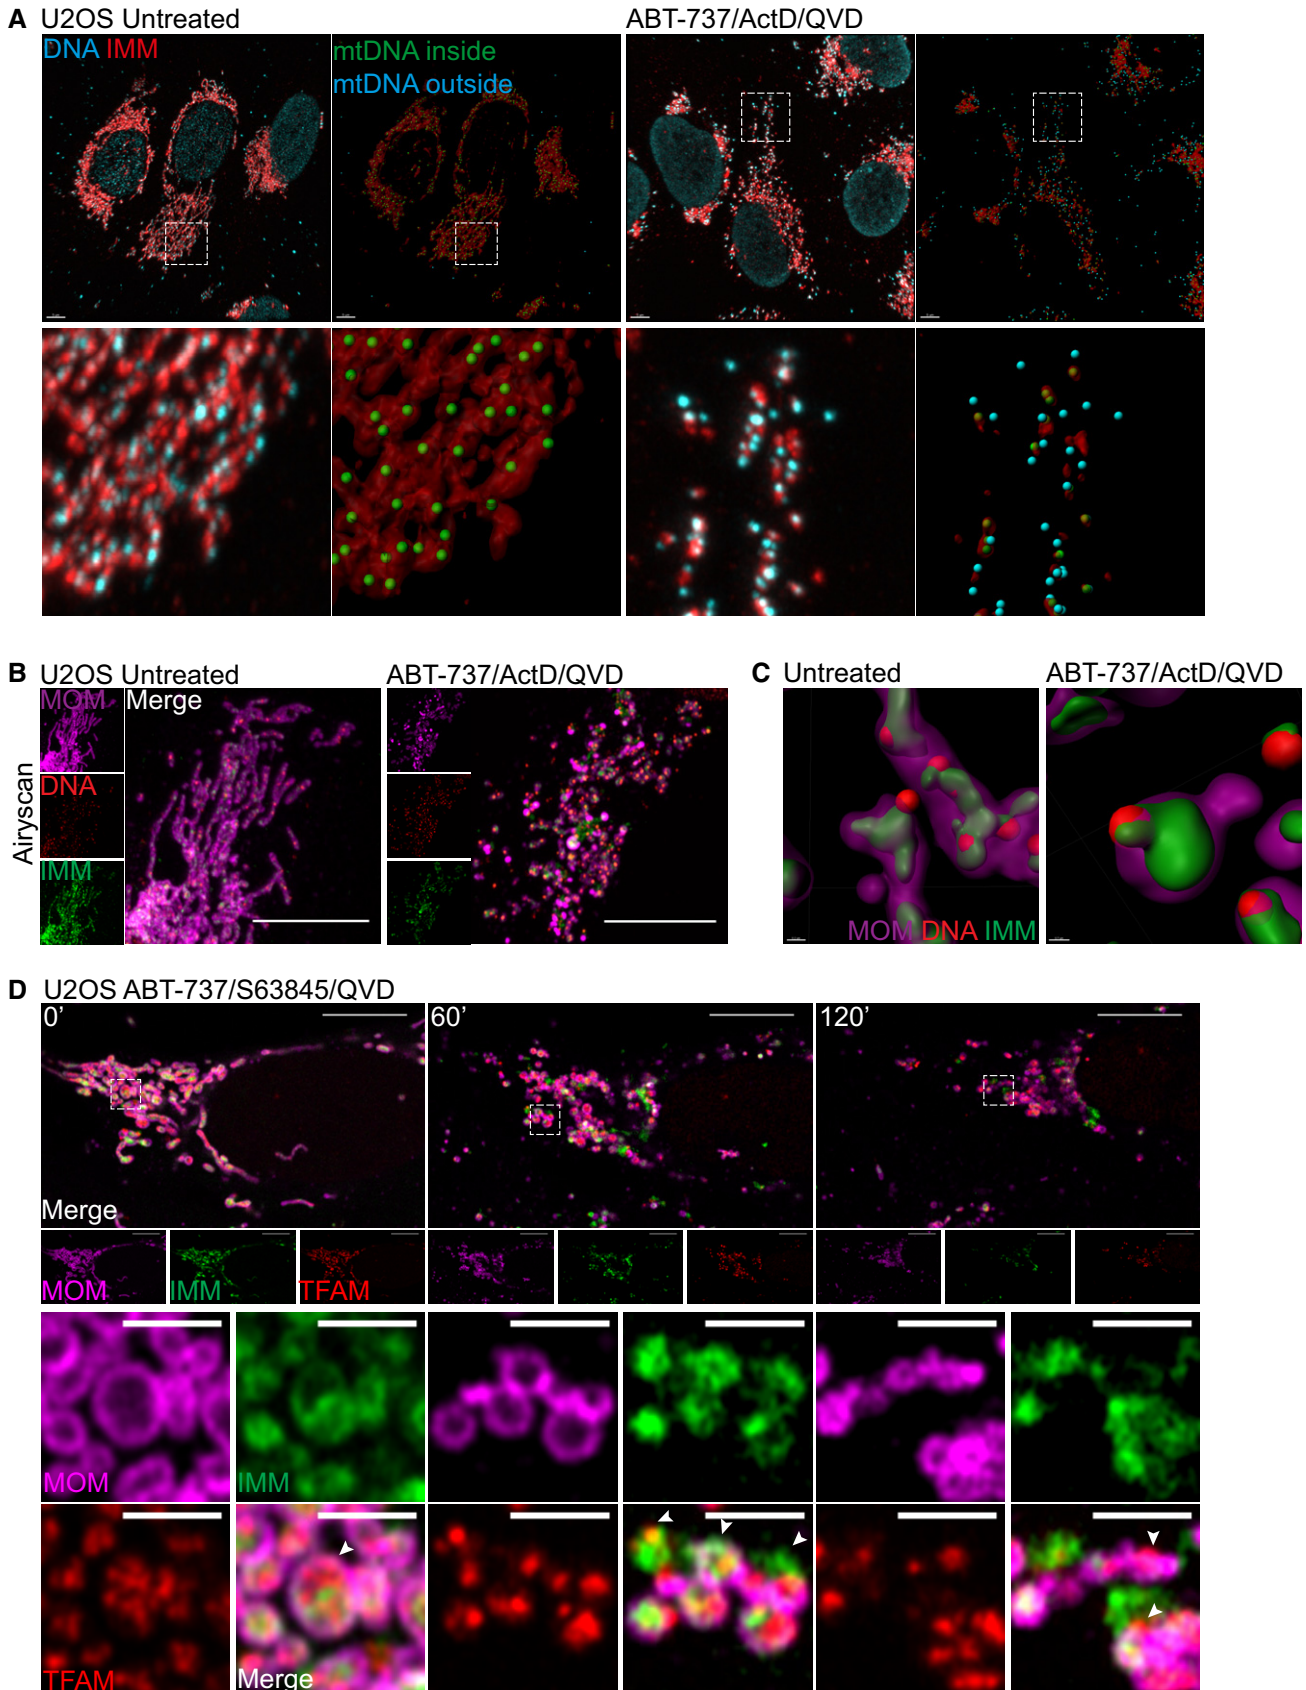 A U2OS Untreated
ABT-737/ActD/QVD
DNA IMM
mtDNA inside
mtDNA outside
B U2OS Untreated
ABT-737/ActD/QVD
MOM
Merge
DNA
IMM
Airyscan
C Untreated
ABT-737/ActD/QVD
MOM DNA IMM
D U2OS ABT-737/S63845/QVD
0’
60’
120’
Merge
MOM
IMM
TFAM
MOM
IMM
TFAM
Merge